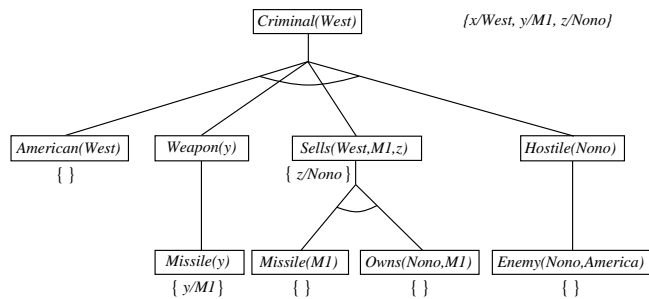 Criminal(West)
{x/West, y/M1, z/Nono}
American(West)
Weapon(y)
Sells(West,M1,z)
Hostile(Nono)
{ }
{ z/Nono }
Missile(y)
Missile(M1)
Owns(Nono,M1)
Enemy(Nono,America)
{ y/M1 }
{ }
{ }
{ }